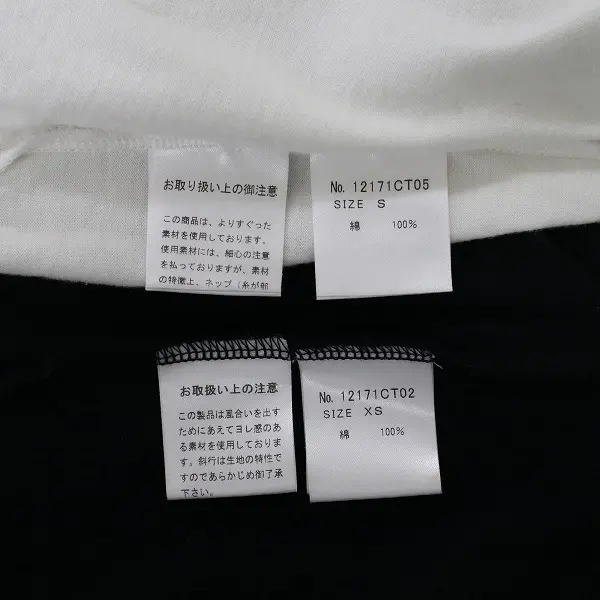 お取り扱い上の御注意
この商品は、よりすぐった
素材を使用しております。
使用素材には、細心の注意
を払っておりますが、素材
の特徴上、ネップ（糸が部
No. 12171CT05
SIZE S
綿 100%
お取扱い上の注意
この製品は風合いを出す
ためにあえてヨレ感のあ
る素材を使用しておりま
す。斜行は生地の特性で
すのであらかじめ御了承
下さい。
No. 12171CT02
SIZE XS
綿 100%